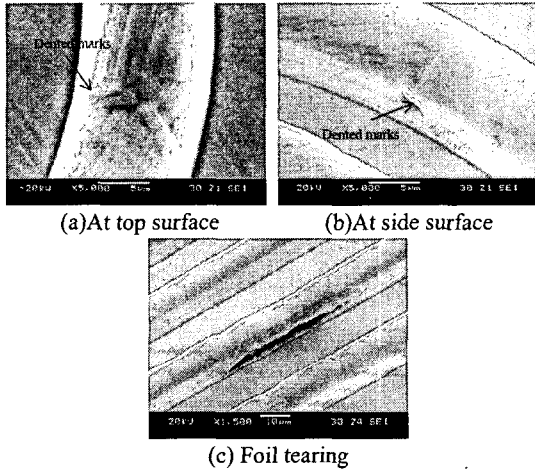 Dented marks
~20kV X5,000 5μm 30 21 SEI
(a)At top surface
Dented marks
20kV X5,000 5μm 30 21 SEI
(b)At side surface
20kV X1,500 10μm 30 24 SEI
(c) Foil tearing